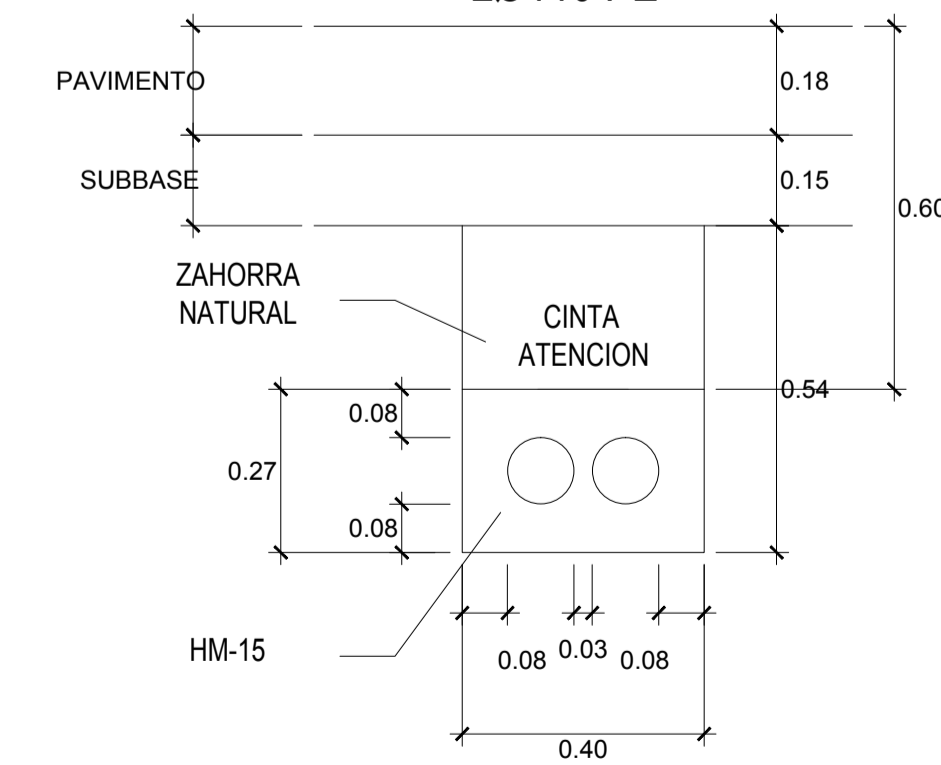 PAVIMENTO
0.18
SUBBASE
0.15
0.60
ZAHORRA
NATURAL
CINTA
ATENCION
0.54
0.08
0.27
0.08
HM-15
0.08
0.03
0.08
0.40